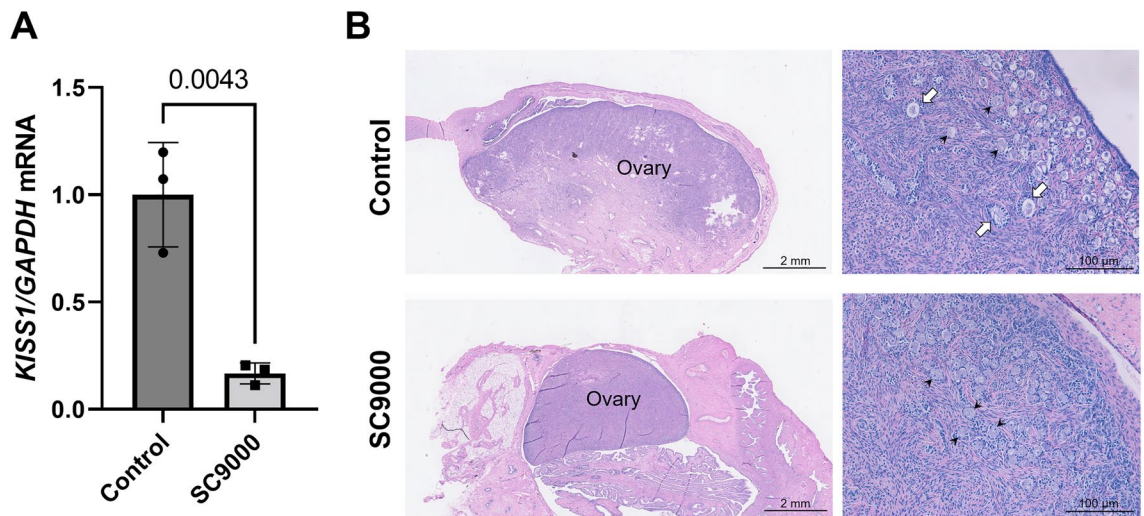 A
0.0043
1.5
1.0
0.5
0.0
KISS1/GAPDH mRNA
Control
SC9000
B
Control
Ovary
2 mm
100 µm
SC9000
Ovary
2 mm
100 µm